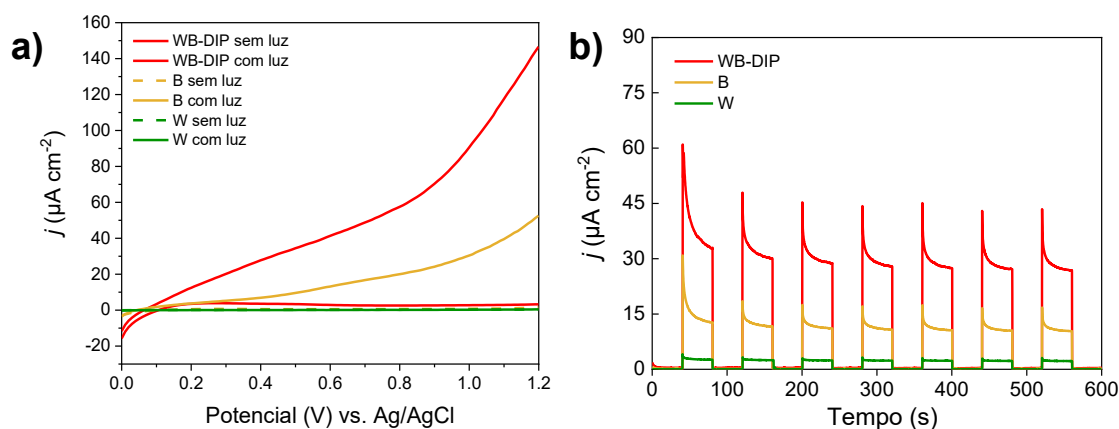 a)
160
140
120
100
80
60
40
20
0
-20
j (µA cm⁻²)
WB-DIP sem luz
WB-DIP com luz
B sem luz
B com luz
W sem luz
W com luz
0.0 0.2 0.4 0.6 0.8 1.0 1.2
Potencial (V) vs. Ag/AgCl
b)
90
75
60
45
30
15
0
j (µA cm⁻²)
WB-DIP
B
W
0 100 200 300 400 500 600
Tempo (s)